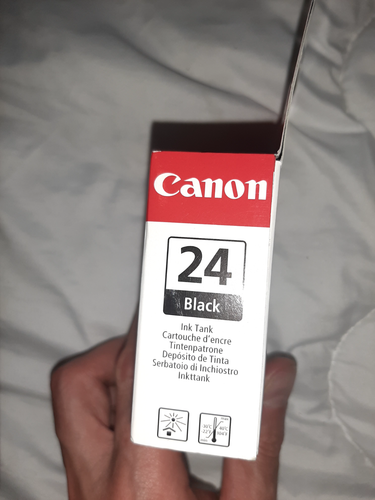 Canon
24
Black
Ink Tank
Cartouche d'encre
Tintenpatrone
Depósito de Tinta
Serbatoio di Inchiostro
Inkttank